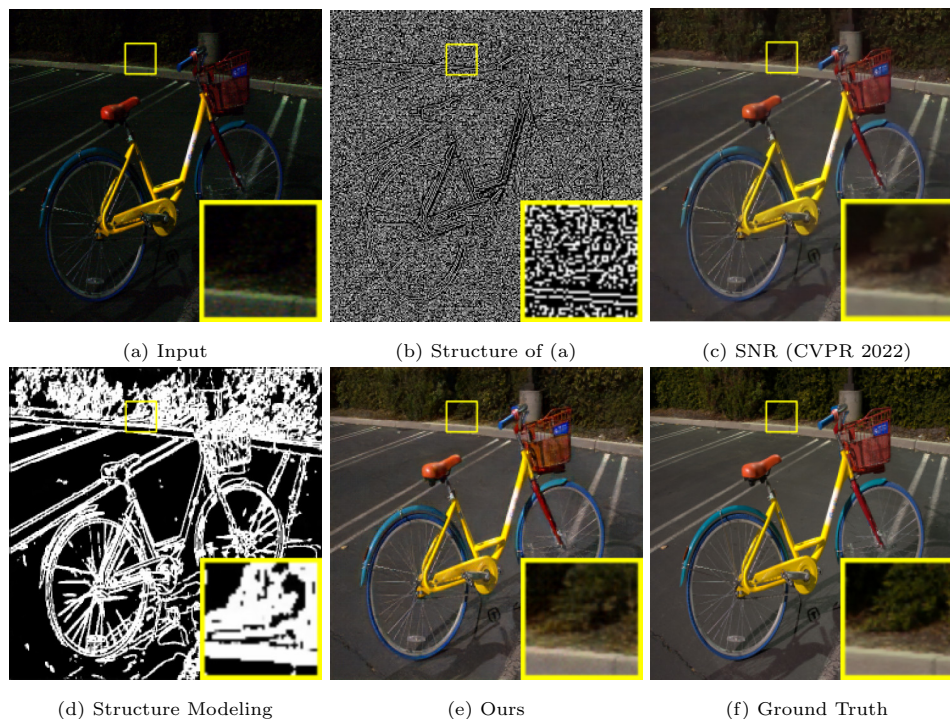 (a) Input
(b) Structure of (a)
(c) SNR (CVPR 2022)
(d) Structure Modeling
(e) Ours
(f) Ground Truth